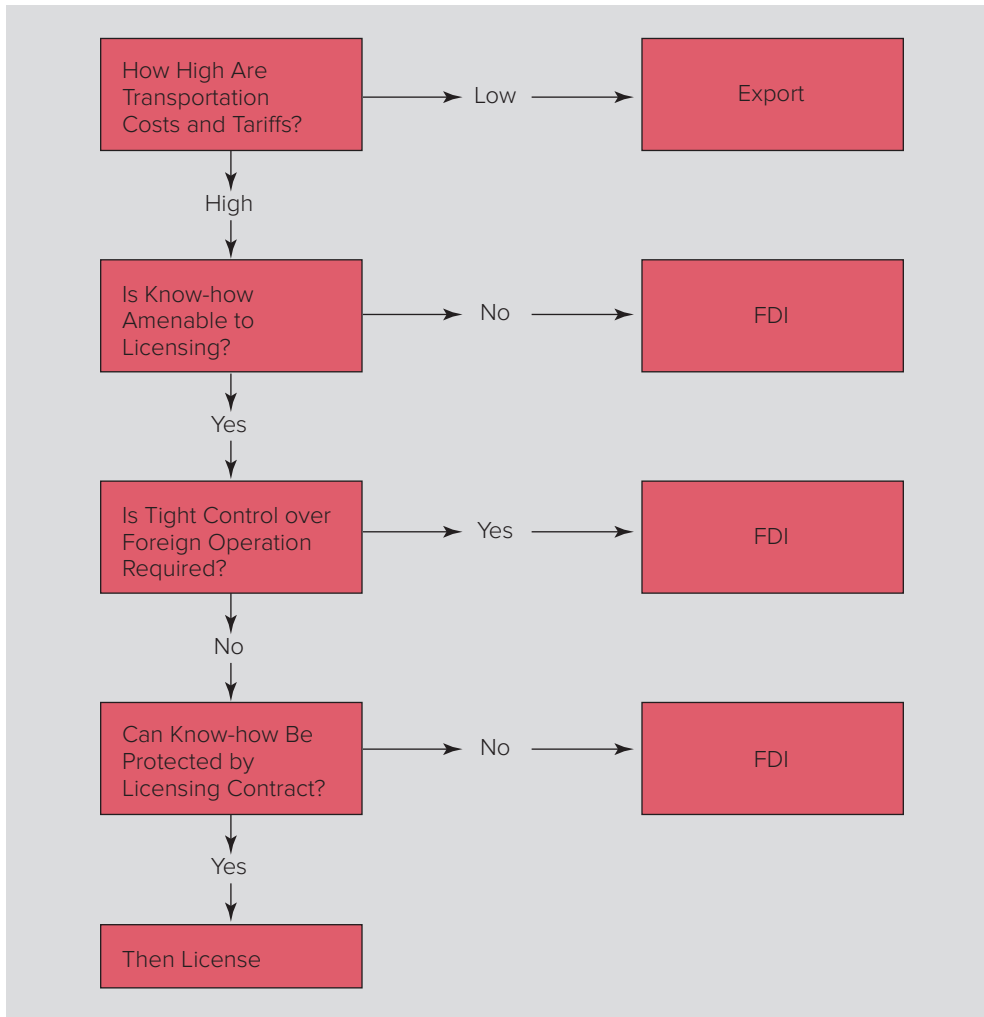 How High Are
Transportation
Costs and Tariffs?
Low
Export
High
Is Know-how
Amenable to
Licensing?
No
FDI
Yes
Is Tight Control over
Foreign Operation
Required?
Yes
FDI
No
Can Know-how Be
Protected by
Licensing Contract?
No
FDI
Yes
Then License